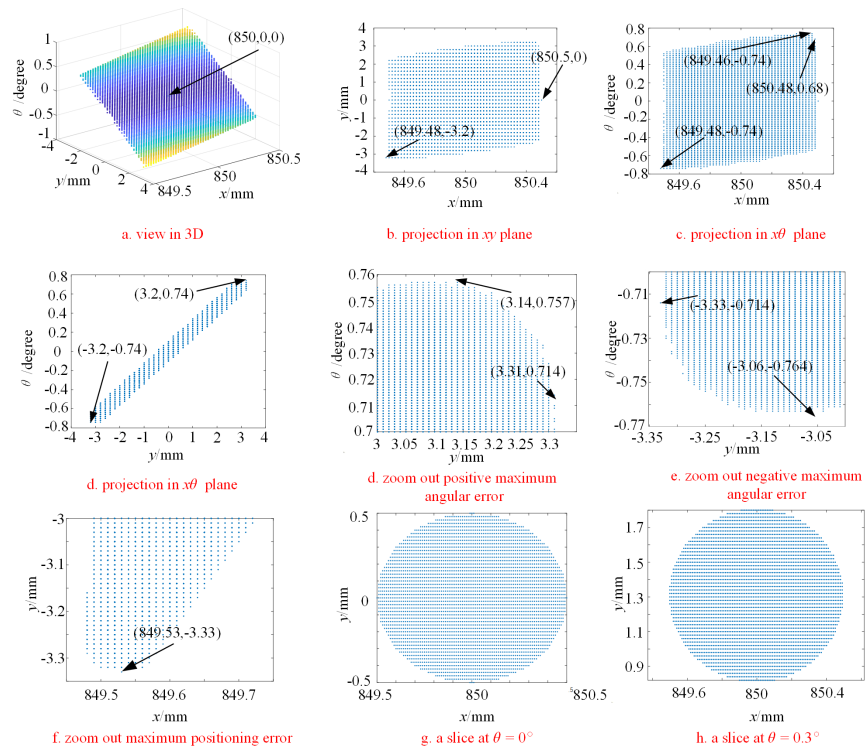 1
0.5
0
-0.5
-1
θ /degree
-2
0
2
4
y/mm
849.5
850
850.5
x/mm
(850,0,0)
a. view in 3D
4
3
2
1
0
-1
-2
-3
-4
y/mm
849.6
850
850.4
x/mm
(850.5,0)
(849.48,-3.2)
b. projection in xy plane
0.8
0.6
0.4
0.2
0
-0.2
-0.4
-0.6
-0.8
θ /degree
849.6
850
850.4
x/mm
(849.46,-0.74)
(850.48,0.68)
(849.48,-0.74)
c. projection in xθ plane
0.8
0.6
0.4
0.2
0
-0.2
-0.4
-0.6
-0.8
θ /degree
-4 -3 -2 -1 0 1 2 3 4
y/mm
(3.2,0.74)
(-3.2,-0.74)
d. projection in xθ plane
0.76
0.75
0.74
0.73
0.72
0.71
0.7
θ /degree
3 3.05 3.1 3.15 3.2 3.25 3.3
y/mm
(3.14,0.757)
(3.31,0.714)
d. zoom out positive maximum
angular error
-0.71
-0.73
-0.75
-0.77
θ /degree
-3.35 -3.25 -3.15 -3.05
y/mm
(-3.33,-0.714)
(-3.06,-0.764)
e. zoom out negative maximum
angular error
-3
-3.1
-3.2
-3.3
y/mm
849.5 849.6 849.7
x/mm
(849.53,-3.33)
f. zoom out maximum positioning error
0.5
0
-0.5
y/mm
849.5 850 850.5
x/mm
g. a slice at θ = 0°
1.7
1.5
1.3
1.1
0.9
y/mm
849.6 850 850.4
x/mm
h. a slice at θ = 0.3°